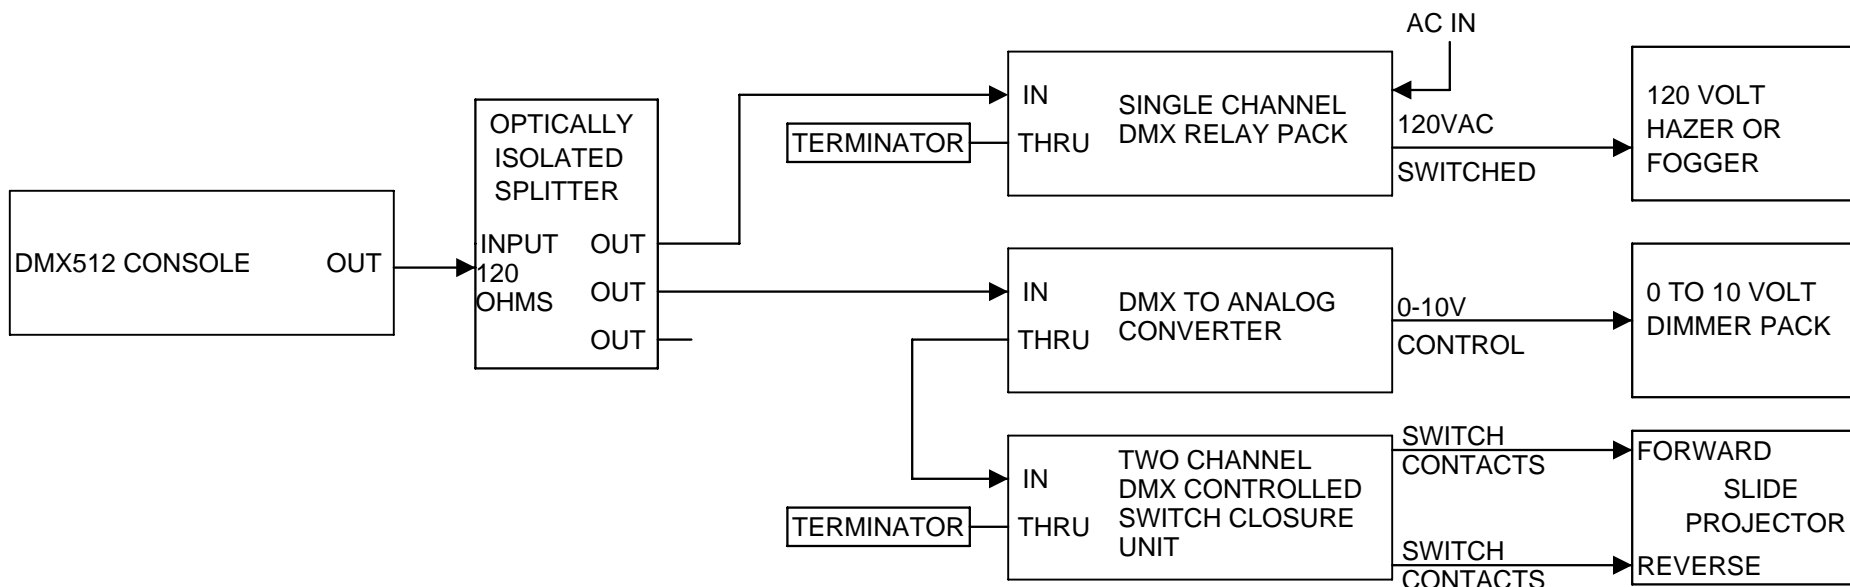 AC IN
OPTICALLY
ISOLATED
SPLITTER
INPUT
120
OHMS
OUT
OUT
OUT
DMX512 CONSOLE
OUT
IN
THRU
SINGLE CHANNEL
DMX RELAY PACK
TERMINATOR
120VAC
SWITCHED
120 VOLT
HAZER OR
FOGGER
IN
THRU
DMX TO ANALOG
CONVERTER
0-10V
CONTROL
0 TO 10 VOLT
DIMMER PACK
IN
THRU
TWO CHANNEL
DMX CONTROLLED
SWITCH CLOSURE
UNIT
TERMINATOR
SWITCH
CONTACTS
SWITCH
CONTACTS
FORWARD
SLIDE
PROJECTOR
REVERSE